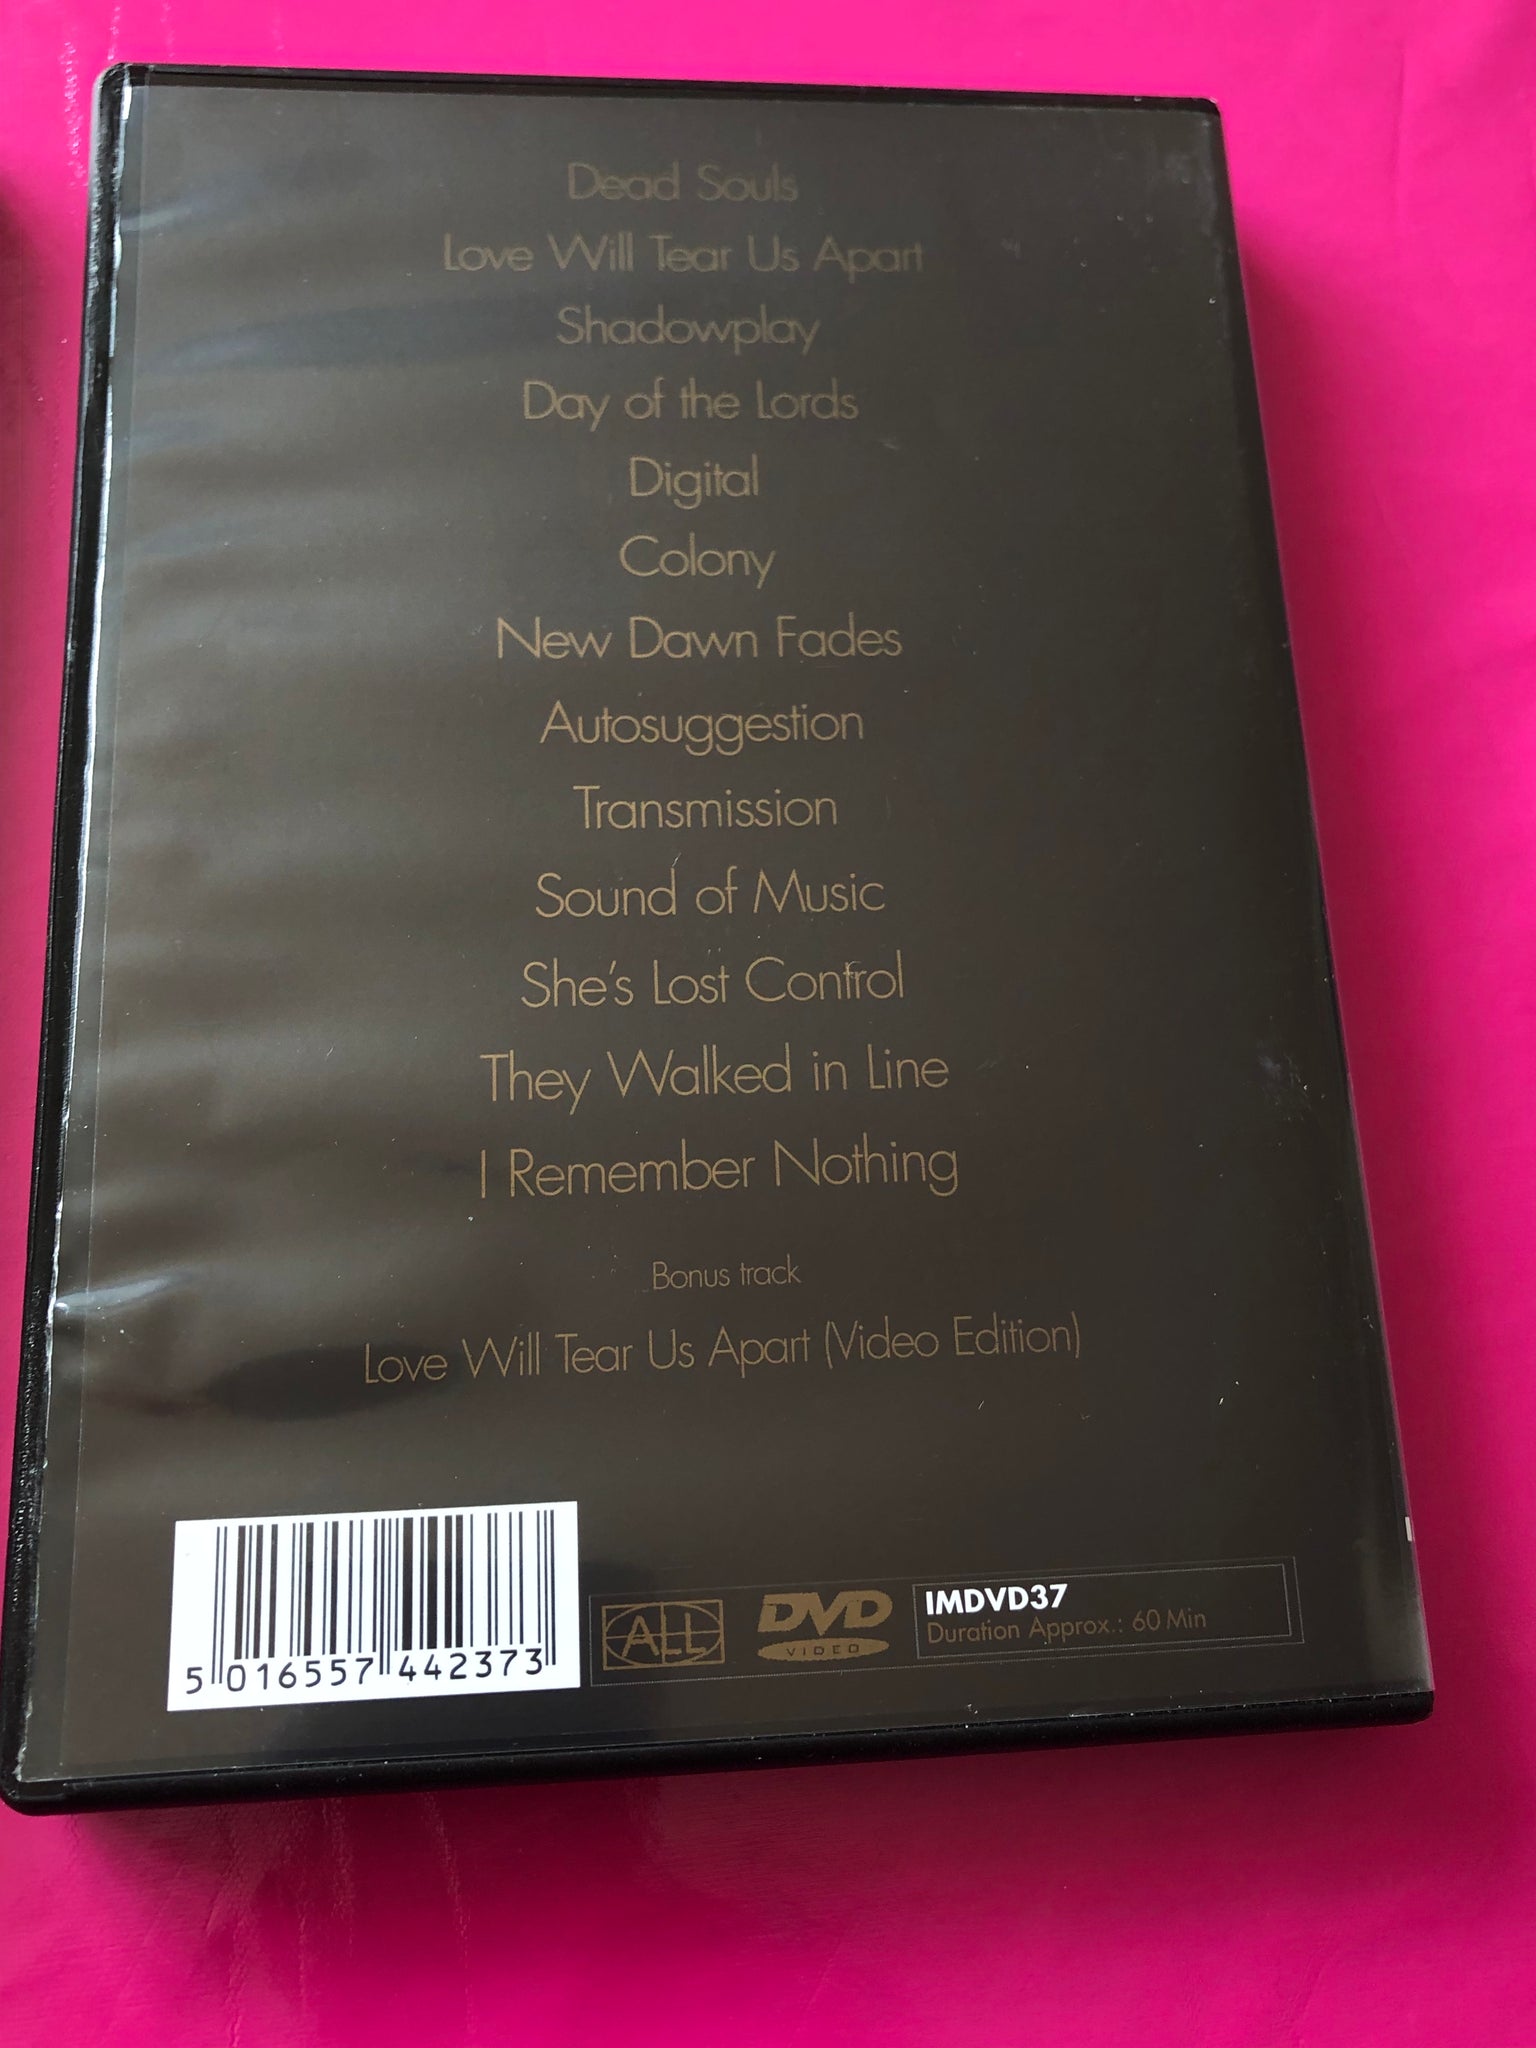 Dead Souls
Love Will Tear Us Apart
Shadowplay
Day of the Lords
Digital
Colony
New Dawn Fades
Autosuggestion
Transmission
Sound of Music
She's Lost Control
They Walked in Line
I Remember Nothing
Bonus track
Love Will Tear Us Apart (Video Edition)
5 016557 442373
ALL
DVD
VIDEO
IMDVD37
Duration Approx.: 60 Min